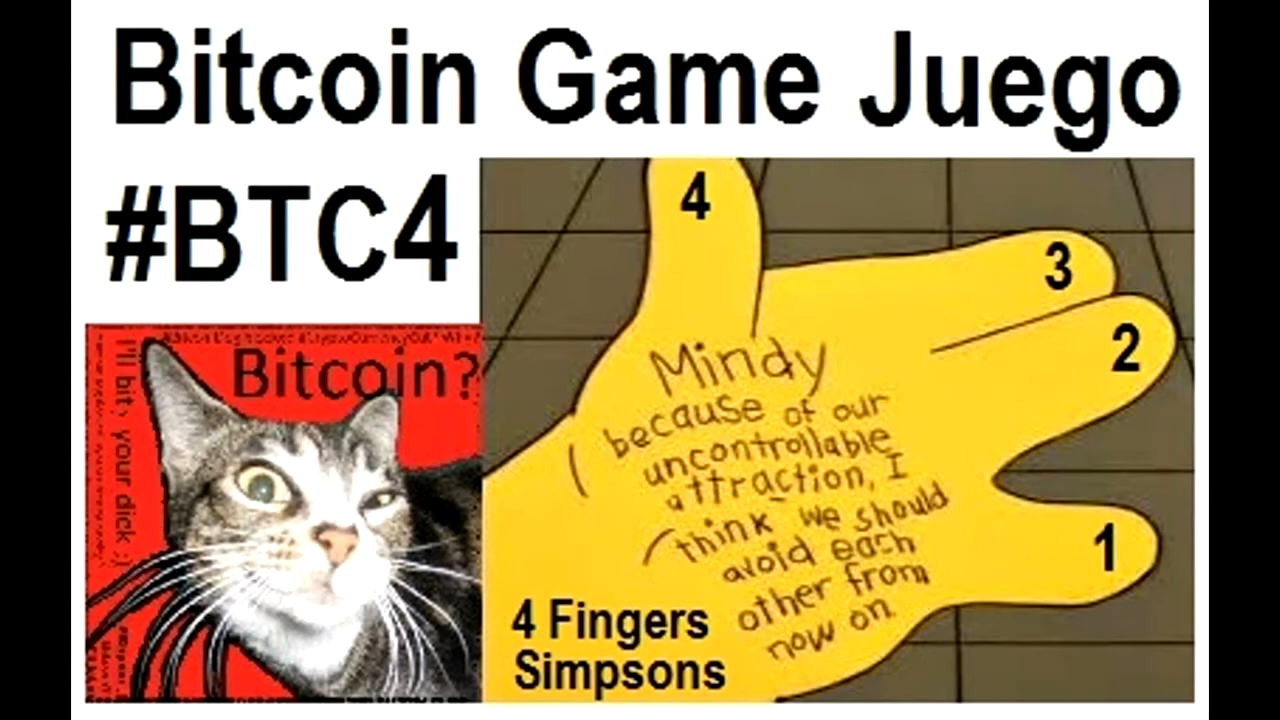 Bitcoin Game Juego
#BTC4
Bitcoin?
I'll bit, your dick :)
4
3
2
1
Mindy
because of our
uncontrollable
attraction, I
think we should
avoid each
other from
now on
4 Fingers
Simpsons